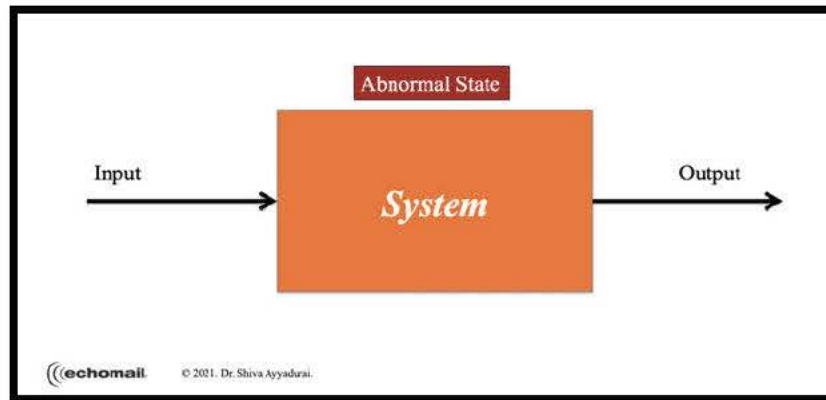 Abnormal State
Input
System
Output
echomail
© 2021. Dr. Shiva Ayyadurai.